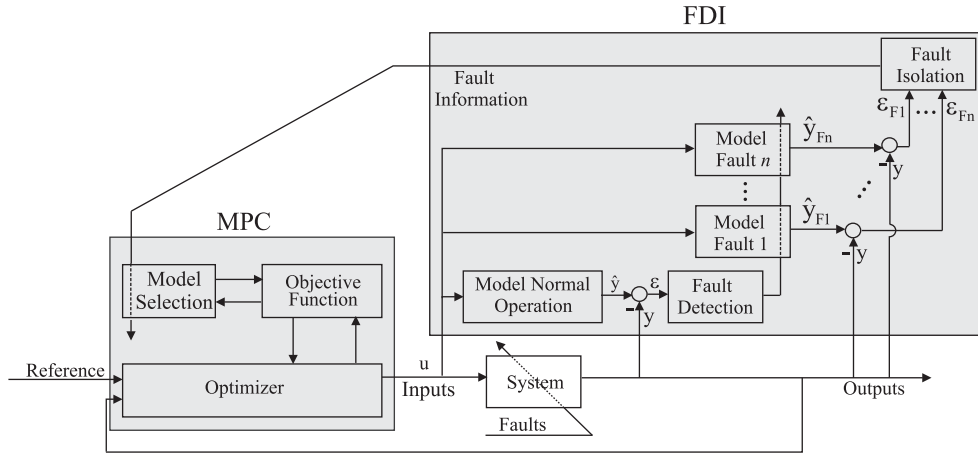 FDI
Fault
Isolation
Fault
Information
ε_F1 ... ε_Fn
Model
Fault n
ŷ_Fn
- y
Model
Fault 1
ŷ_F1
- y
MPC
Model
Selection
Objective
Function
Model Normal
Operation
ŷ
ε
- y
Fault
Detection
Reference
Optimizer
u
Inputs
System
Outputs
Faults